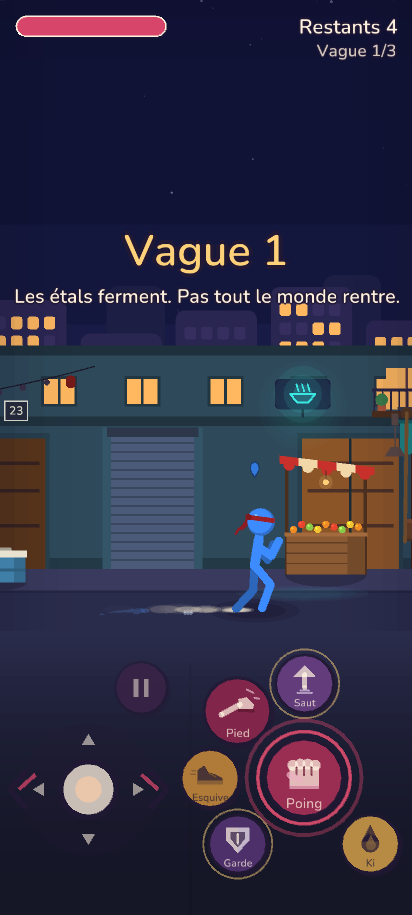 Restants 4
Vague 1/3
Vague 1
Les étals ferment. Pas tout le monde rentre.
23
Saut
Pied
Esquive
Poing
Garde
Ki